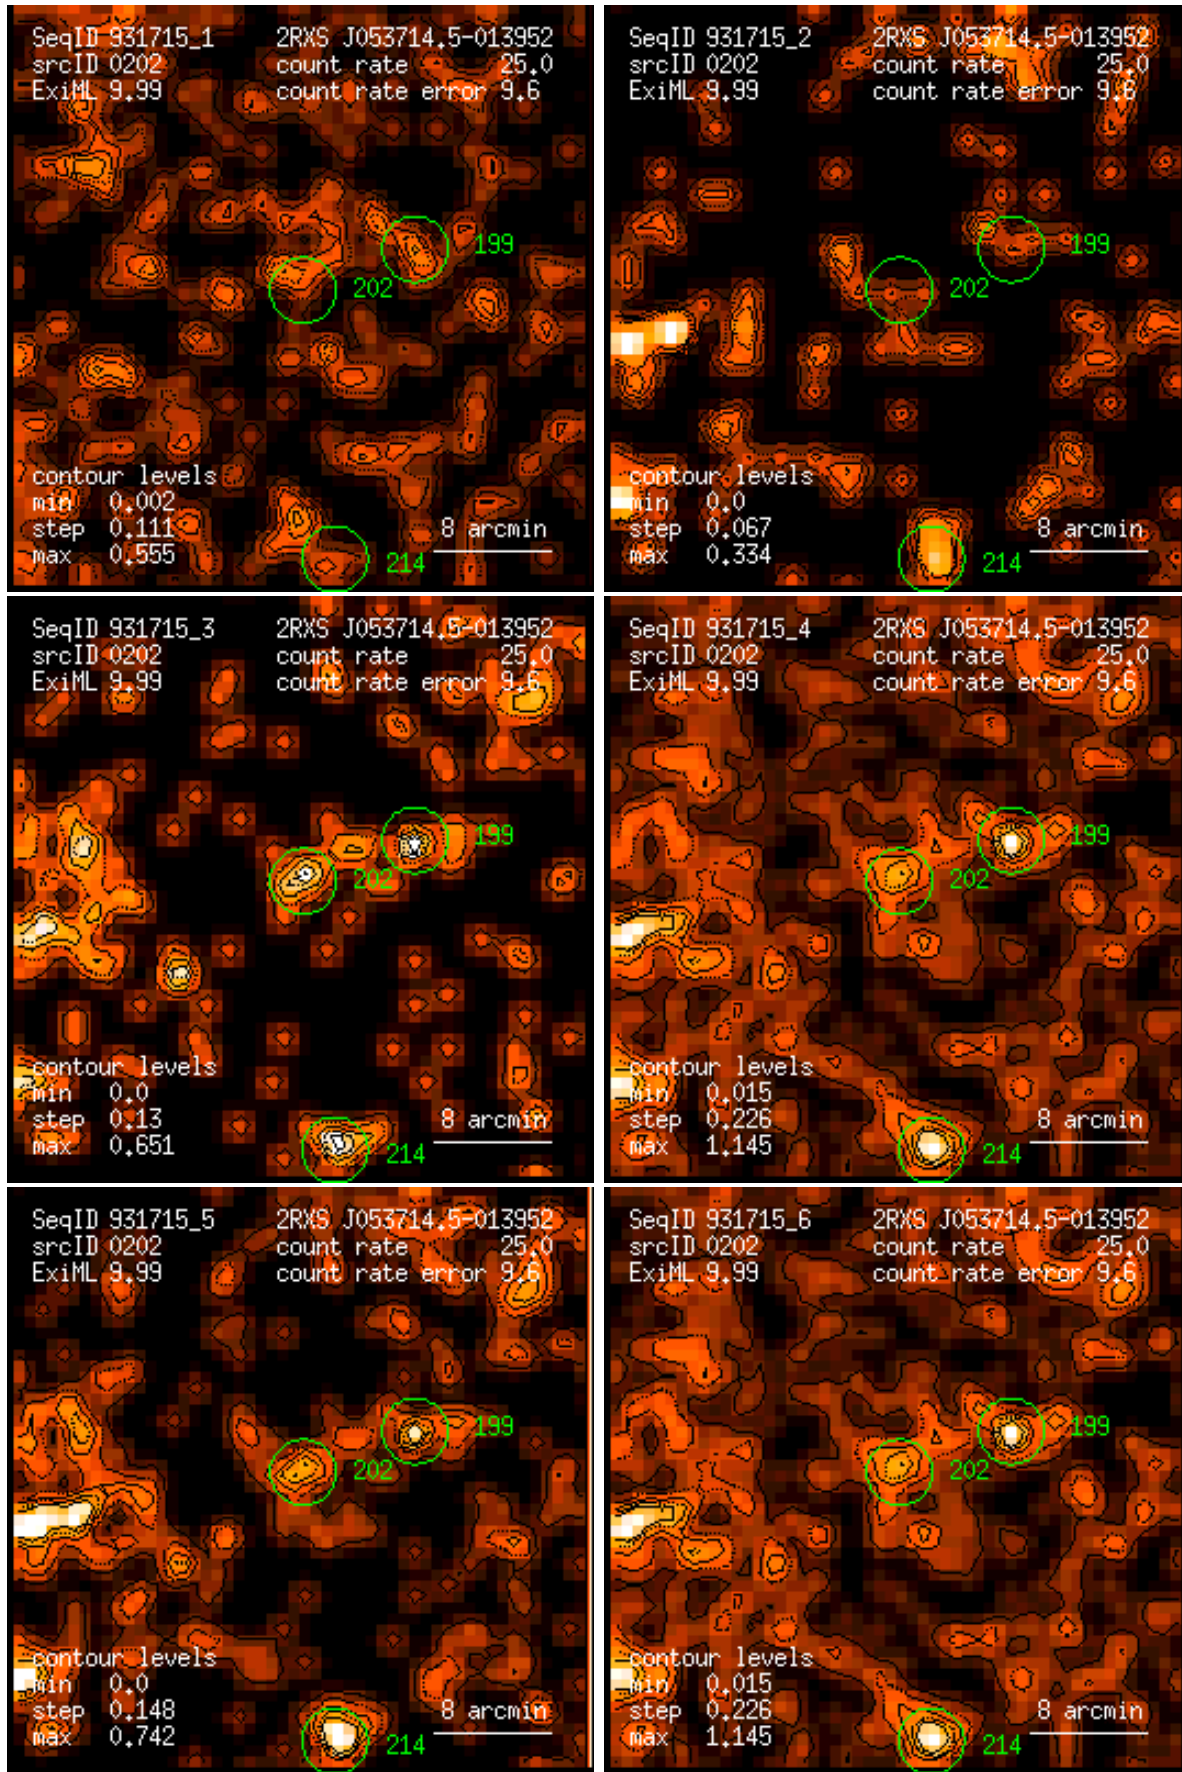 SeqID 931715_1 2RXS J053714.5-013952
srcID 0202 count rate 25.0
ExiML 9.99 count rate error 9.6
199
202
contour levels
min 0.002
step 0.111 8 arcmin
max 0.555 214
SeqID 931715_2 2RXS J053714.5-013952
srcID 0202 count rate 25.0
ExiML 9.99 count rate error 9.6
199
202
contour levels
min 0.0
step 0.067 8 arcmin
max 0.334 214
SeqID 931715_3 2RXS J053714.5-013952
srcID 0202 count rate 25.0
ExiML 9.99 count rate error 9.6
199
202
contour levels
min 0.0
step 0.13 8 arcmin
max 0.651 214
SeqID 931715_4 2RXS J053714.5-013952
srcID 0202 count rate 25.0
ExiML 9.99 count rate error 9.6
199
202
contour levels
min 0.015
step 0.226 8 arcmin
max 1.145 214
SeqID 931715_5 2RXS J053714.5-013952
srcID 0202 count rate 25.0
ExiML 9.99 count rate error 9.6
199
202
contour levels
min 0.0
step 0.148 8 arcmin
max 0.742 214
SeqID 931715_6 2RXS J053714.5-013952
srcID 0202 count rate 25.0
ExiML 9.99 count rate error 9.6
199
202
contour levels
min 0.015
step 0.226 8 arcmin
max 1.145 214